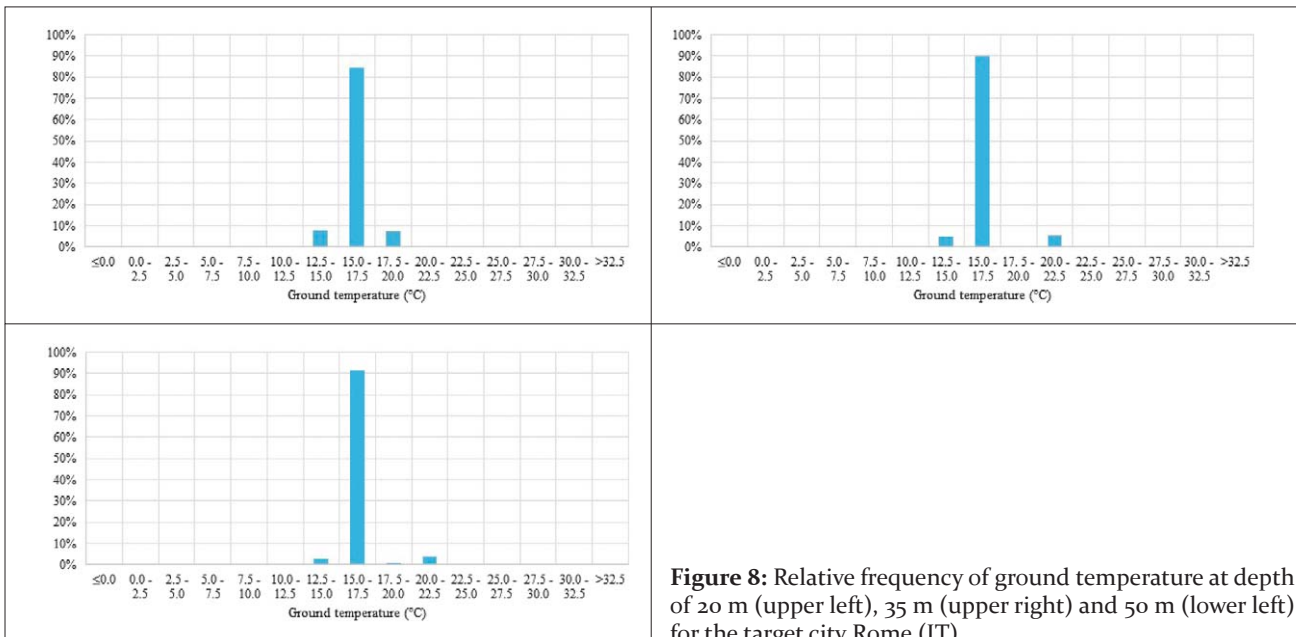 100%
90%
80%
70%
60%
50%
40%
30%
20%
10%
0%
≤0.0 0.0 - 2.5 - 5.0 - 7.5 - 10.0 - 12.5 - 15.0 - 17.5 - 20.0 - 22.5 - 25.0 - 27.5 - 30.0 - >32.5
2.5 5.0 7.5 10.0 12.5 15.0 17.5 20.0 22.5 25.0 27.5 30.0 32.5
Ground temperature (°C)
100%
90%
80%
70%
60%
50%
40%
30%
20%
10%
0%
≤0.0 0.0 - 2.5 - 5.0 - 7.5 - 10.0 - 12.5 - 15.0 - 17.5 - 20.0 - 22.5 - 25.0 - 27.5 - 30.0 - >32.5
2.5 5.0 7.5 10.0 12.5 15.0 17.5 20.0 22.5 25.0 27.5 30.0 32.5
Ground temperature (°C)
100%
90%
80%
70%
60%
50%
40%
30%
20%
10%
0%
≤0.0 0.0 - 2.5 - 5.0 - 7.5 - 10.0 - 12.5 - 15.0 - 17.5 - 20.0 - 22.5 - 25.0 - 27.5 - 30.0 - >32.5
2.5 5.0 7.5 10.0 12.5 15.0 17.5 20.0 22.5 25.0 27.5 30.0 32.5
Ground temperature (°C)
Figure 8: Relative frequency of ground temperature at depth
of 20 m (upper left), 35 m (upper right) and 50 m (lower left)
for the target city Rome (IT)